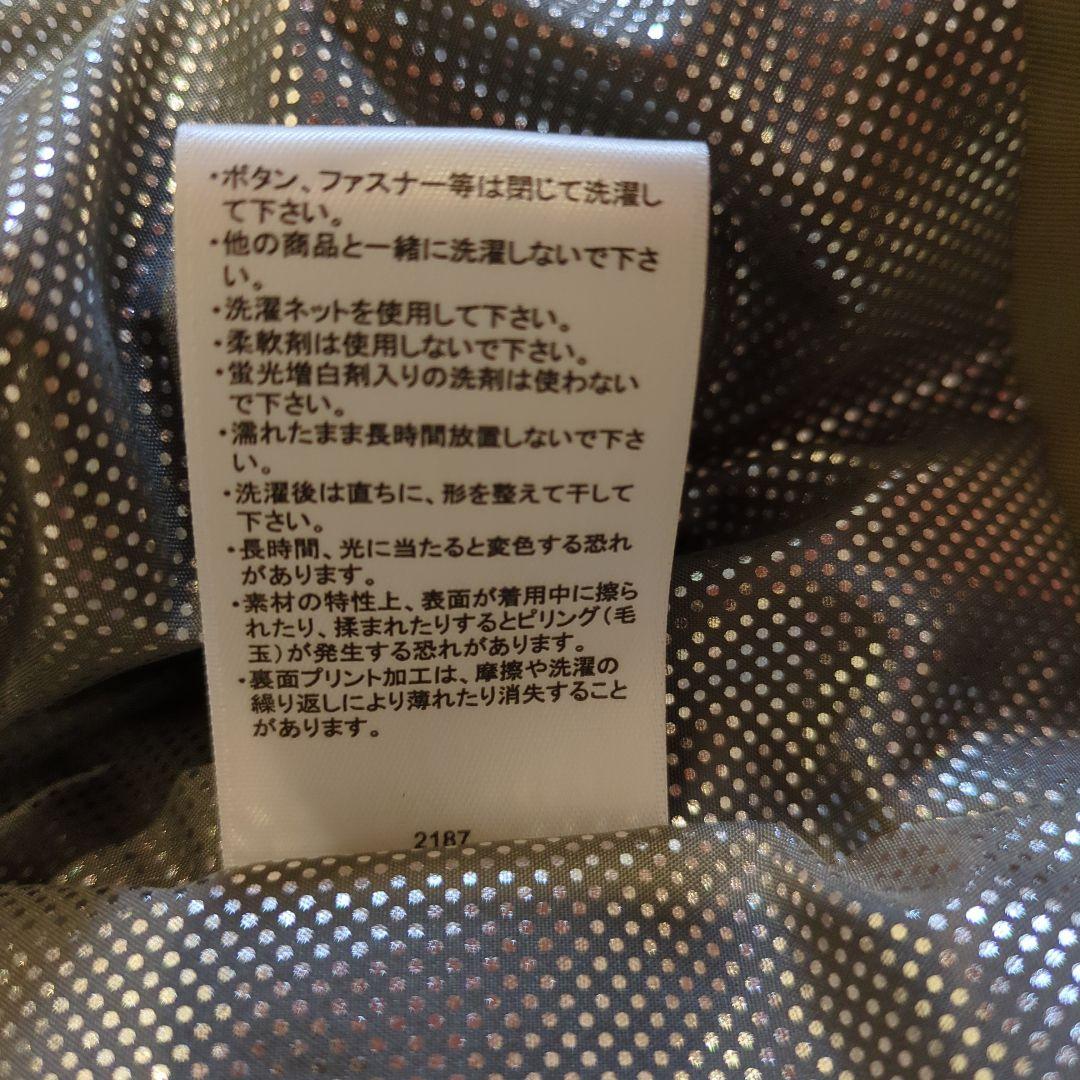 ・ボタン、ファスナー等は閉じて洗濯し
て下さい。
・他の商品と一緒に洗濯しないで下さ
い。
・洗濯ネットを使用して下さい。
・柔軟剤は使用しないで下さい。
・蛍光増白剤入りの洗剤は使わない
で下さい。
・濡れたまま長時間放置しないで下さ
い。
・洗濯後は直ちに、形を整えて干して
下さい。
・長時間、光に当たると変色する恐れ
があります。
・素材の特性上、表面が着用中に擦ら
れたり、揉まれたりするとピリング(毛
玉)が発生する恐れがあります。
・裏面プリント加工は、摩擦や洗濯の
繰り返しにより薄れたり消失すること
があります。
2187